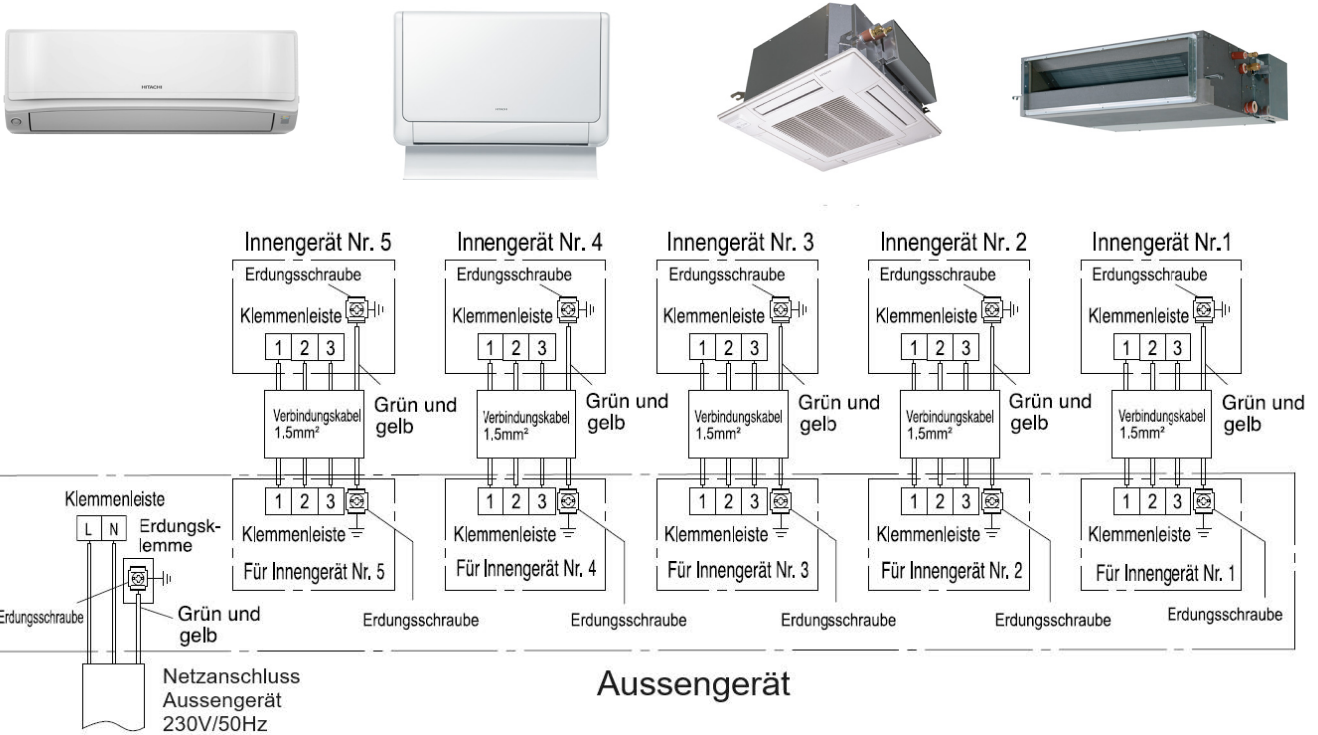 HITACHI
Innengerät Nr. 5
Innengerät Nr. 4
Innengerät Nr. 3
Innengerät Nr. 2
Innengerät Nr.1
Erdungsschraube
Erdungsschraube
Erdungsschraube
Erdungsschraube
Erdungsschraube
Klemmenleiste
Klemmenleiste
Klemmenleiste
Klemmenleiste
Klemmenleiste
1 2 3
1 2 3
1 2 3
1 2 3
1 2 3
Verbindungskabel
1,5mm²
Grün und
gelb
Verbindungskabel
1,5mm²
Grün und
gelb
Verbindungskabel
1.5mm²
Grün und
gelb
Verbindungskabel
1.5mm²
Grün und
gelb
Verbindungskabel
1.5mm²
Grün und
gelb
Klemmenleiste
L N
Erdungsk-
lemme
Erdungsschraube
Grün und
gelb
1 2 3
Klemmenleiste
Für Innengerät Nr. 5
1 2 3
Klemmenleiste
Für Innengerät Nr. 4
1 2 3
Klemmenleiste
Für Innengerät Nr. 3
1 2 3
Klemmenleiste
Für Innengerät Nr. 2
1 2 3
Klemmenleiste
Für Innengerät Nr. 1
Erdungsschraube
Erdungsschraube
Erdungsschraube
Erdungsschraube
Erdungsschraube
Netzanschluss
Aussengerät
230V/50Hz
Aussengerät